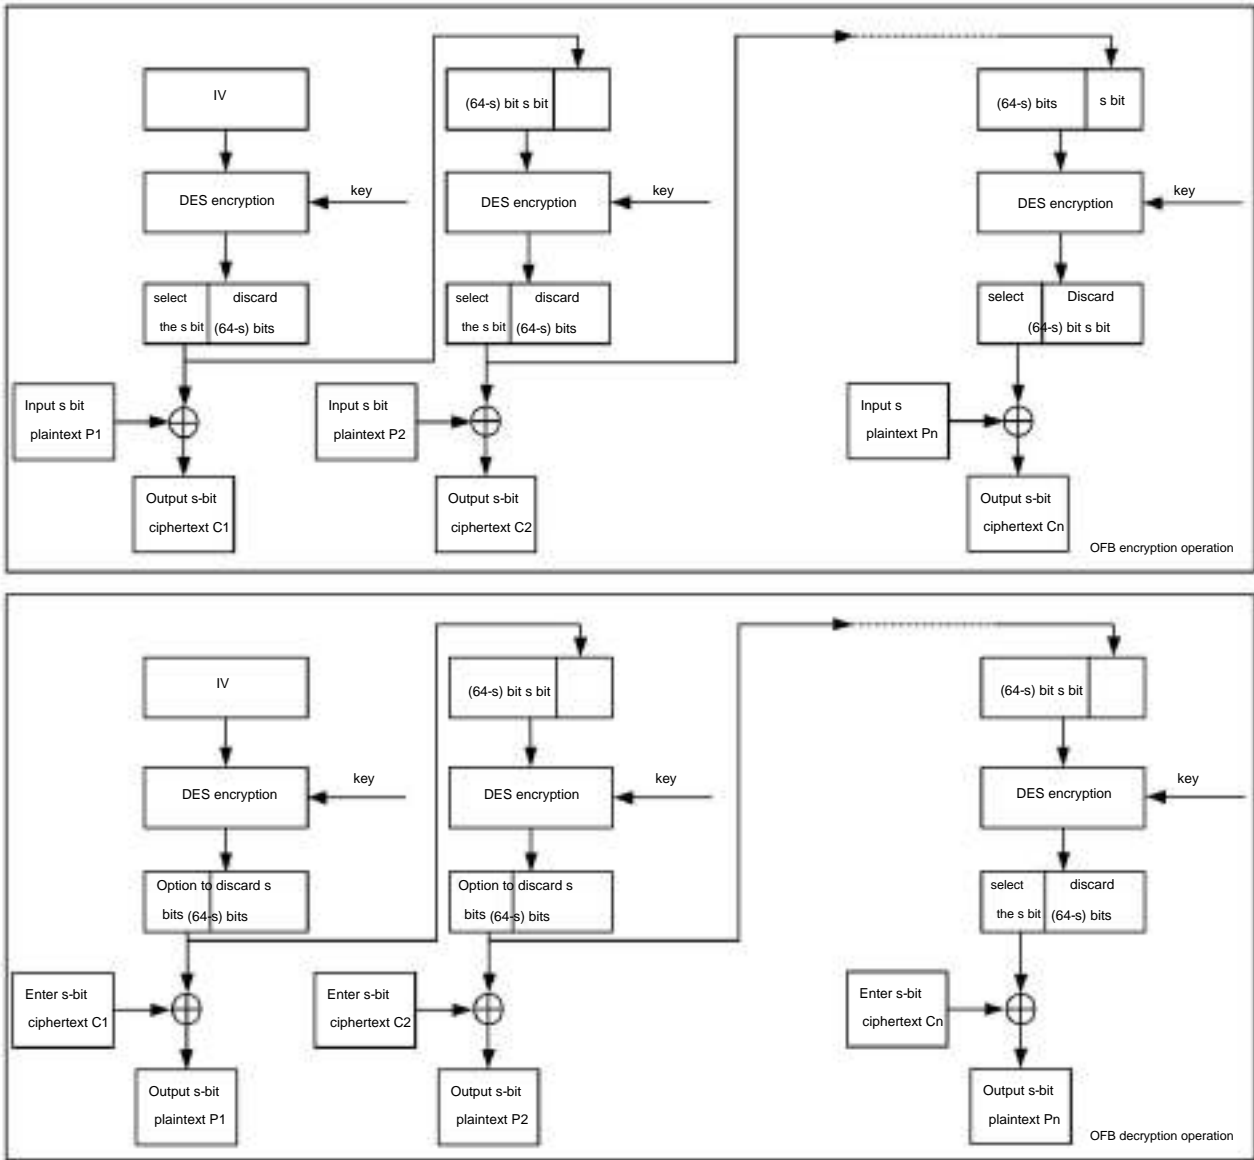 IV
(64-s) bit s bit
(64-s) bits
s bit
DES encryption
key
DES encryption
key
DES encryption
key
select
the s bit
discard
(64-s) bits
select
the s bit
discard
(64-s) bits
select
Discard
(64-s) bit s bit
Input s bit
plaintext P1
Input s bit
plaintext P2
Input s
plaintext Pn
Output s-bit
ciphertext C1
Output s-bit
ciphertext C2
Output s-bit
ciphertext Cn
OFB encryption operation
IV
(64-s) bit s bit
(64-s) bit s bit
DES encryption
key
DES encryption
key
DES encryption
key
Option to discard s
bits (64-s) bits
Option to discard s
bits (64-s) bits
select
the s bit
discard
(64-s) bits
Enter s-bit
ciphertext C1
Enter s-bit
ciphertext C2
Enter s-bit
ciphertext Cn
Output s-bit
plaintext P1
Output s-bit
plaintext P2
Output s-bit
plaintext Pn
OFB decryption operation